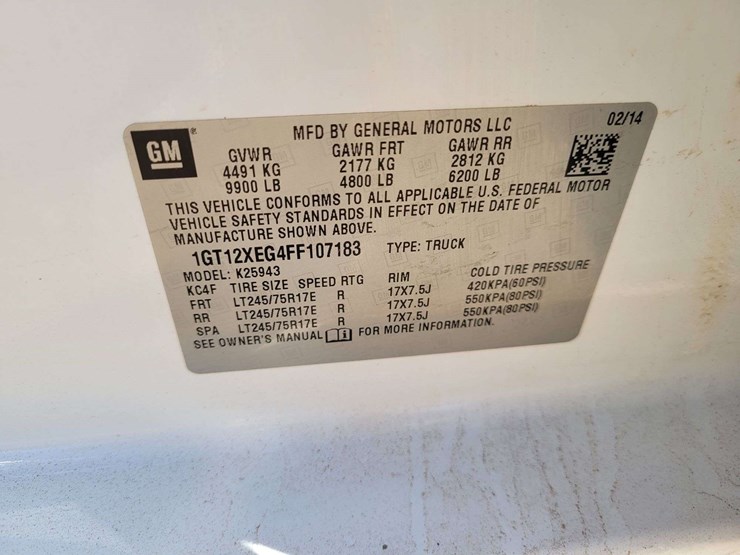 GM
MFD BY GENERAL MOTORS LLC 02/14
GVWR GAWR FRT GAWR RR
4491 KG 2177 KG 2812 KG
9900 LB 4800 LB 6200 LB
THIS VEHICLE CONFORMS TO ALL APPLICABLE U.S. FEDERAL MOTOR
VEHICLE SAFETY STANDARDS IN EFFECT ON THE DATE OF
MANUFACTURE SHOWN ABOVE.
1GT12XEG4FF107183 TYPE: TRUCK
MODEL: K25943
KC4F TIRE SIZE SPEED RTG RIM COLD TIRE PRESSURE
FRT LT245/75R17E R 17X7.5J 420KPA(60PSI)
RR LT245/75R17E R 17X7.5J 550KPA(80PSI)
SPA LT245/75R17E R 17X7.5J 550KPA(80PSI)
SEE OWNER'S MANUAL FOR MORE INFORMATION.